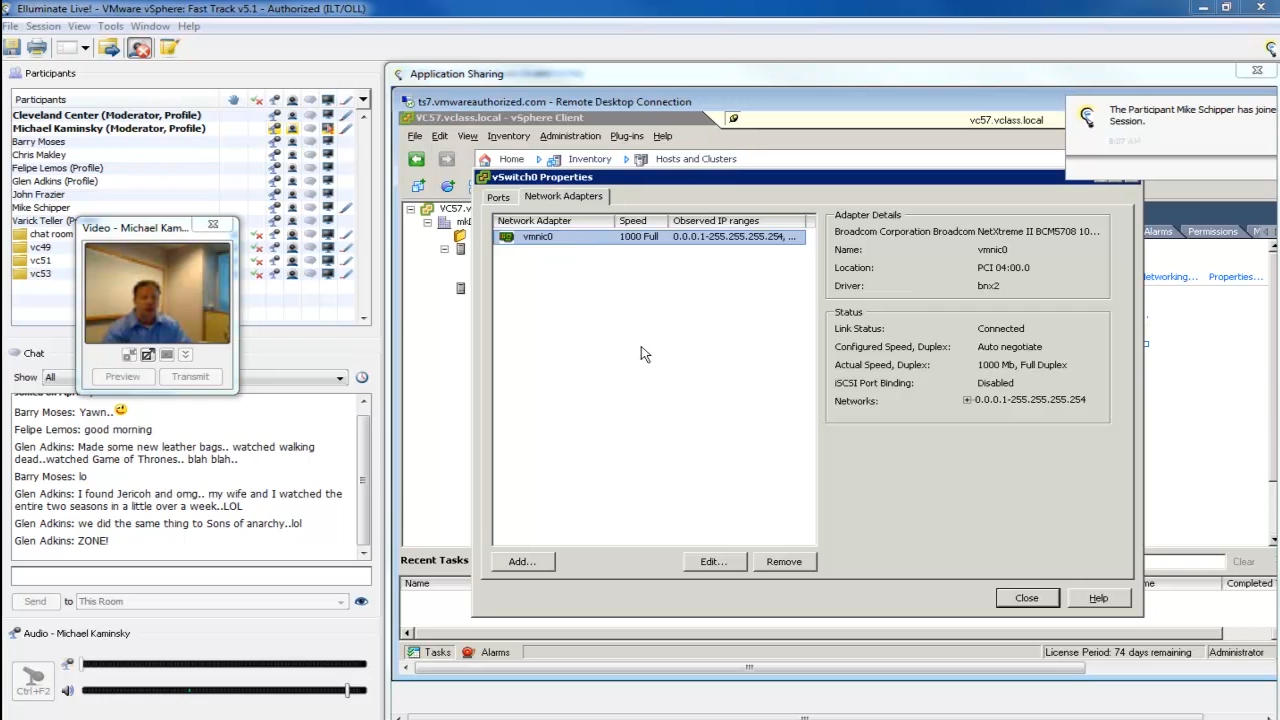 Elluminate Live! - VMware vSphere: Fast Track v5.1 - Authorized (ILT/OLL)
File Session View Tools Window Help
Participants
Participants
Cleveland Center (Moderator, Profile)
Michael Kaminsky (Moderator, Profile)
Barry Moses
Chris Makley
Felipe Lemos (Profile)
Glen Adkins (Profile)
John Frazier
Mike Schipper
Varick Teller (P
chat room
vc49
vc51
vc53
Video - Michael Kam...
Preview
Transmit
Chat
Show All
Barry Moses: Yawn..
Felipe Lemos: good morning
Glen Adkins: Made some new leather bags.. watched walking
dead..watched Game of Thrones.. blah blah..
Barry Moses: lo
Glen Adkins: I found Jericoh and omg.. my wife and I watched the
entire two seasons in a little over a week..LOL
Glen Adkins: we did the same thing to Sons of anarchy..lol
Glen Adkins: ZONE!
Send to This Room
Audio - Michael Kaminsky
Ctrl+F2
Application Sharing
ts7.vmwareauthorized.com - Remote Desktop Connection
VC57.vclass.local - vSphere Client
vc57.vclass.local
File Edit View Inventory Administration Plug-ins Help
Home Inventory Hosts and Clusters
The Participant Mike Schipper has joine
Session.
8:07 AM
VC57.v
vSwitch0 Properties
Ports Network Adapters
Network Adapter Speed Observed IP ranges
vmnic0 1000 Full 0.0.0.1-255.255.255.254, ...
Adapter Details
Broadcom Corporation Broadcom NetXtreme II BCM5708 10...
Name: vmnic0
Location: PCI 04:00.0
Driver: bnx2
Status
Link Status: Connected
Configured Speed, Duplex: Auto negotiate
Actual Speed, Duplex: 1000 Mb, Full Duplex
iSCSI Port Binding: Disabled
Networks: 0.0.0.1-255.255.255.254
Add... Edit... Remove
Close Help
Alarms Permissions M
etworking... Properties...
Recent Tasks
Clear
Name
me Completed
Tasks Alarms
License Period: 74 days remaining Administrator